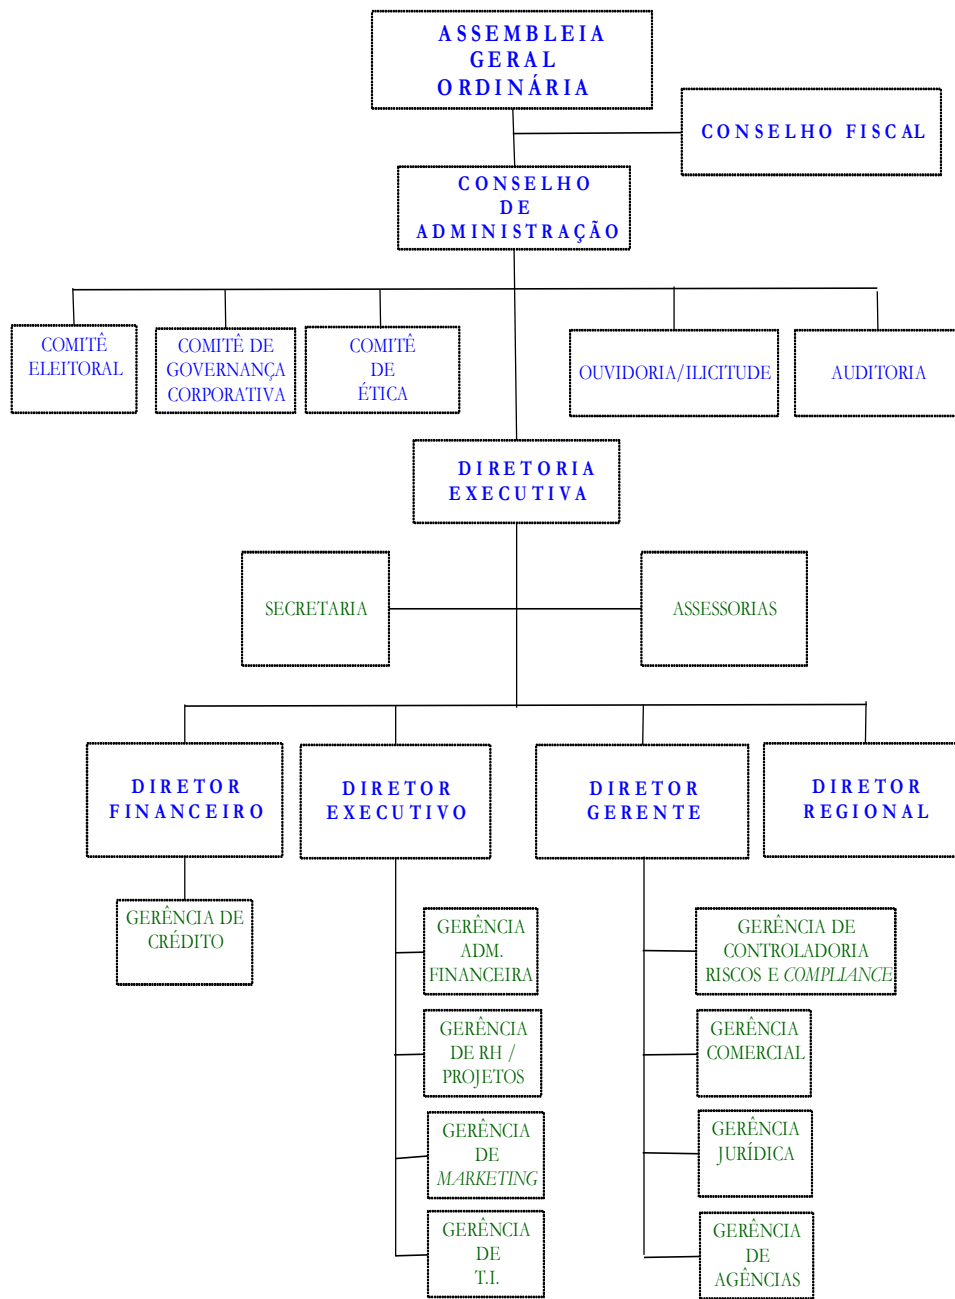 ASSEMBLEIA
GERAL
ORDINÁRIA
CONSELHO FISCAL
CONSELHO
DE
ADMINISTRAÇÃO
COMITÊ
ELEITORAL
COMITÊ DE
GOVERNANÇA
CORPORATIVA
COMITÊ
DE
ÉTICA
OUVIDORIA/ILICITUDE
AUDITORIA
DIRETORIA
EXECUTIVA
SECRETARIA
ASSESSORIAS
DIRETOR
FINANCEIRO
DIRETOR
EXECUTIVO
DIRETOR
GERENTE
DIRETOR
REGIONAL
GERÊNCIA DE
CRÉDITO
GERÊNCIA
ADM.
FINANCEIRA
GERÊNCIA
DE RH /
PROJETOS
GERÊNCIA
DE
MARKETING
GERÊNCIA
DE
T.I.
GERÊNCIA DE
CONTROLADORIA
RISCOS E COMPLIANCE
GERÊNCIA
COMERCIAL
GERÊNCIA
JURÍDICA
GERÊNCIA
DE
AGÊNCIAS